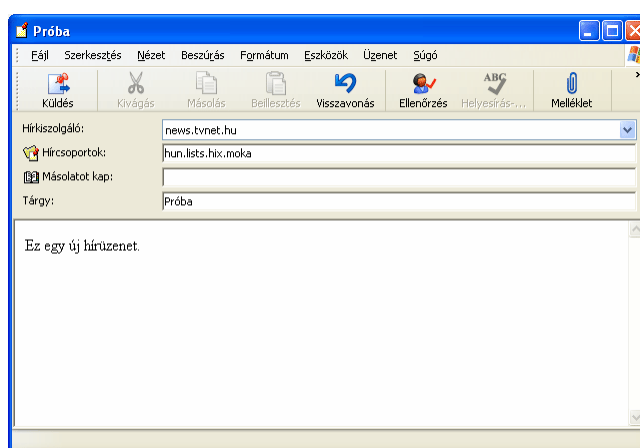 Próba
Fájl Szerkesztés Nézet Beszúrás Formátum Eszközök Üzenet Súgó
Küldés Kivágás Másolás Beillesztés Visszavonás Ellenőrzés Helyesírás-... Melléklet
Hírkiszolgáló: news.tvnet.hu
Hírcsoportok: hun.lists.hix.moka
Másolatot kap:
Tárgy: Próba
Ez egy új hírüzenet.